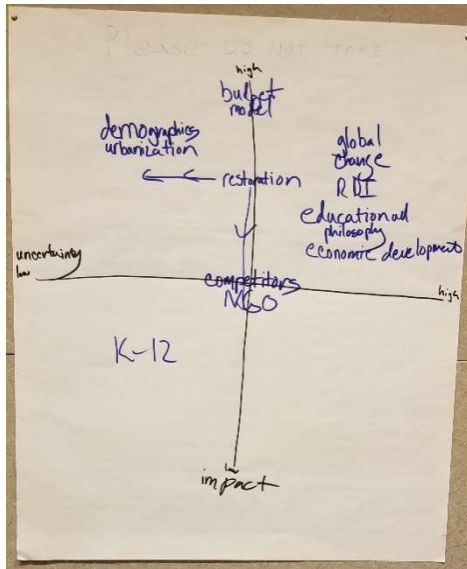 Please DO NOT TAKE
high
budget
model
demographics
urbanization
global
change
restoration
RDI
educational
philosophy
economic development
uncertainty
low
competitors
NGO
high
K-12
low
impact